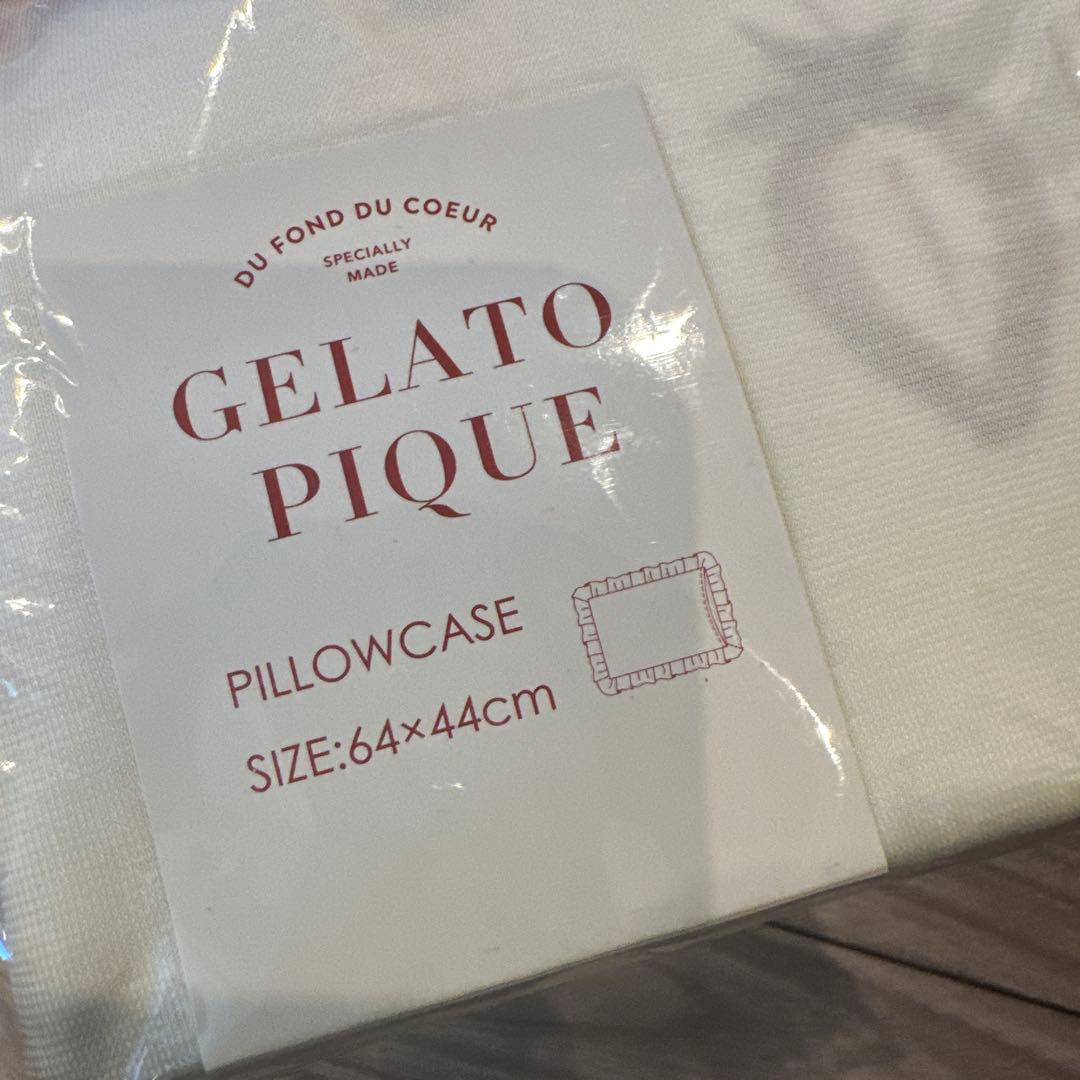 DU FOND DU COEUR
SPECIALLY
MADE
GELATO
PIQUE
PILLOWCASE
SIZE:64×44cm